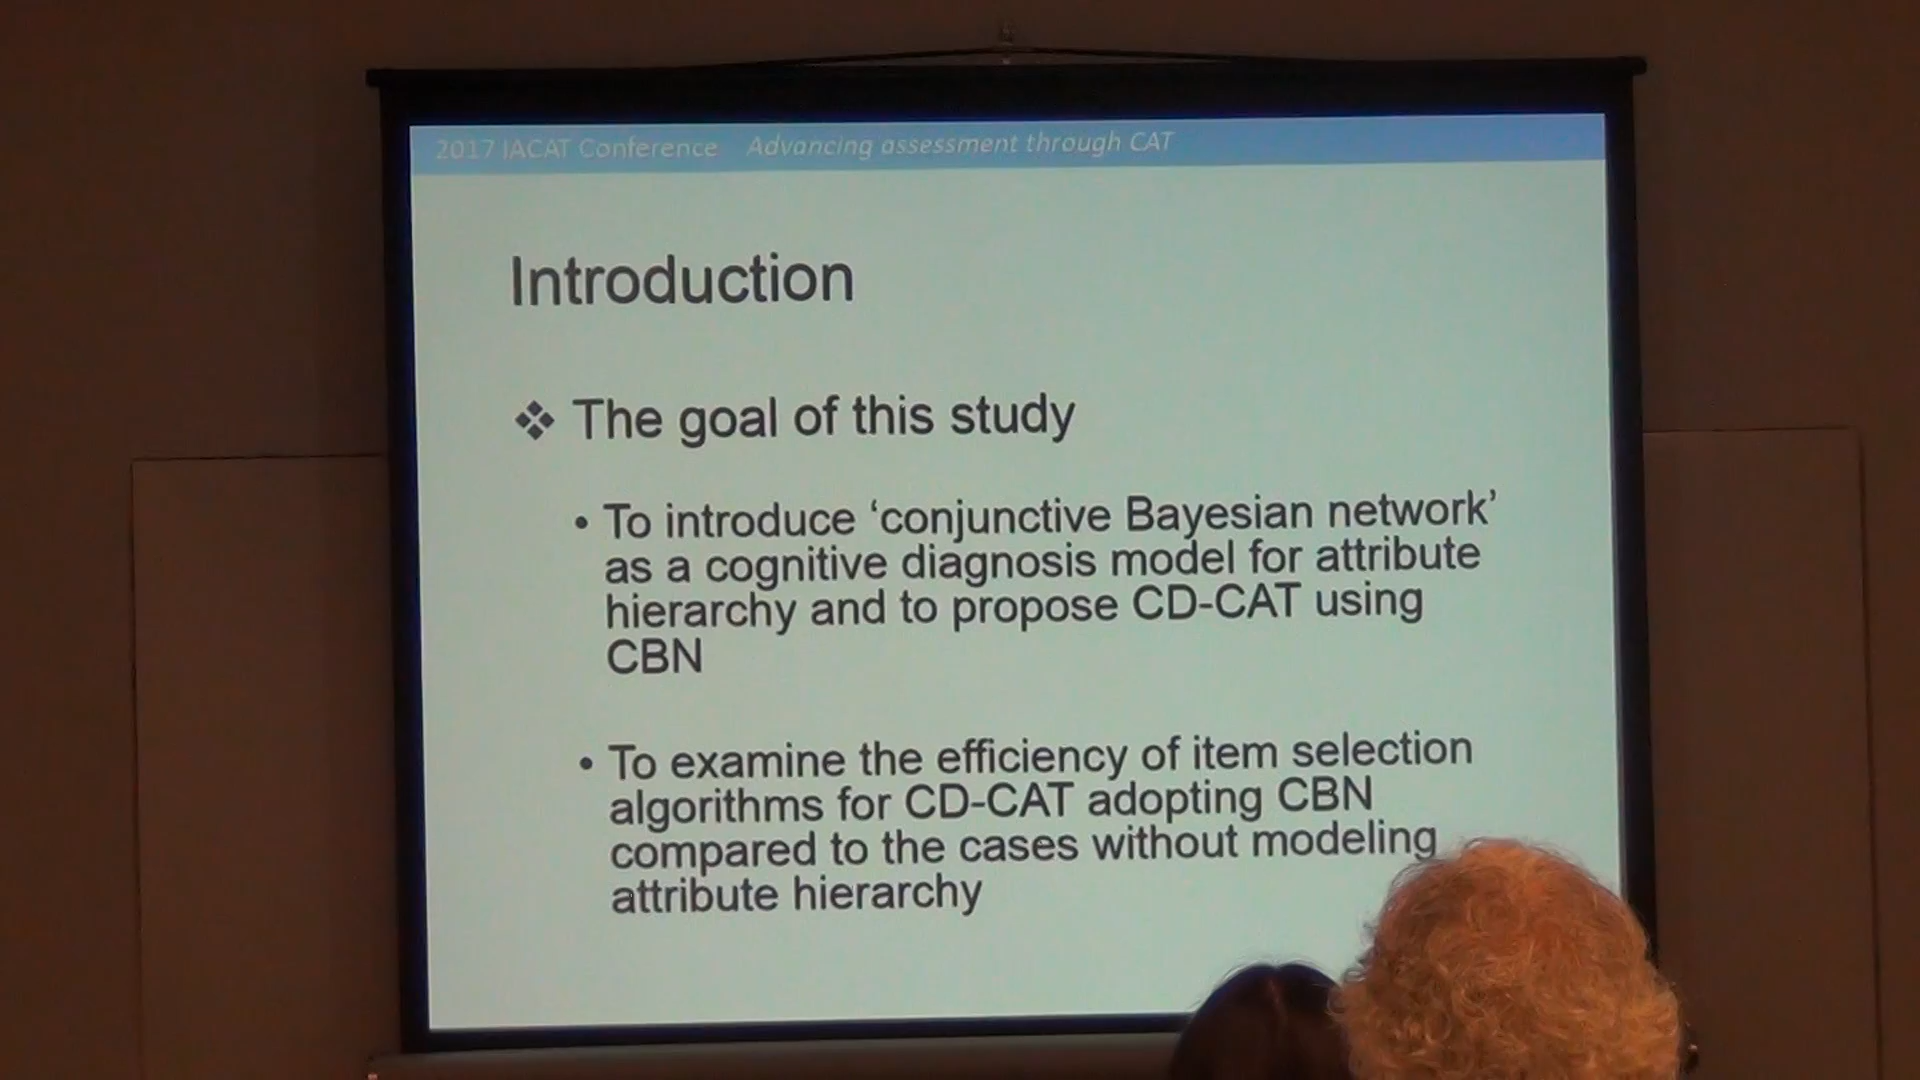 2017 IACAT Conference Advancing assessment through CAT
Introduction
❖ The goal of this study
• To introduce ‘conjunctive Bayesian network’
as a cognitive diagnosis model for attribute
hierarchy and to propose CD-CAT using
CBN
• To examine the efficiency of item selection
algorithms for CD-CAT adopting CBN
compared to the cases without modeling
attribute hierarchy